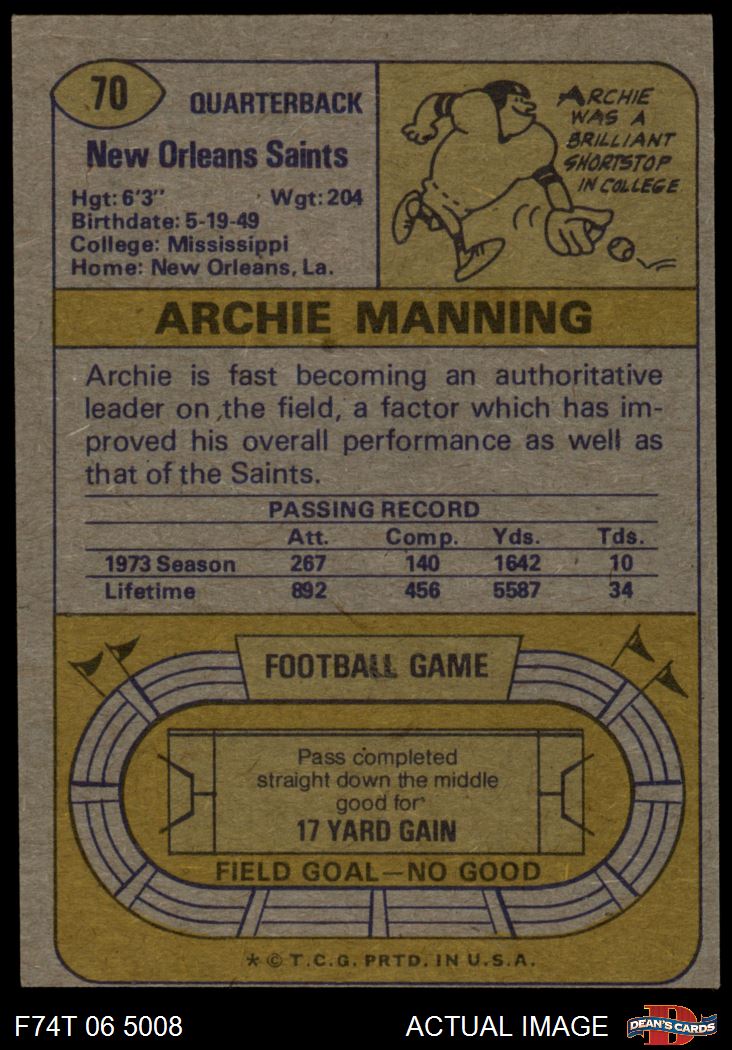 70
QUARTERBACK
New Orleans Saints
Hgt: 6'3" Wgt: 204
Birthdate: 5-19-49
College: Mississippi
Home: New Orleans, La.
ARCHIE
WAS A
BRILLIANT
SHORTSTOP
IN COLLEGE
ARCHIE MANNING
Archie is fast becoming an authoritative
leader on the field, a factor which has im-
proved his overall performance as well as
that of the Saints.
PASSING RECORD
Att. Comp. Yds. Tds.
1973 Season 267 140 1642 10
Lifetime 892 456 5587 34
FOOTBALL GAME
Pass completed
straight down the middle
good for
17 YARD GAIN
FIELD GOAL—NO GOOD
* © T.C.G. PRTD. IN U.S.A.
F74T 06 5008 ACTUAL IMAGE
DEAN'S CARDS